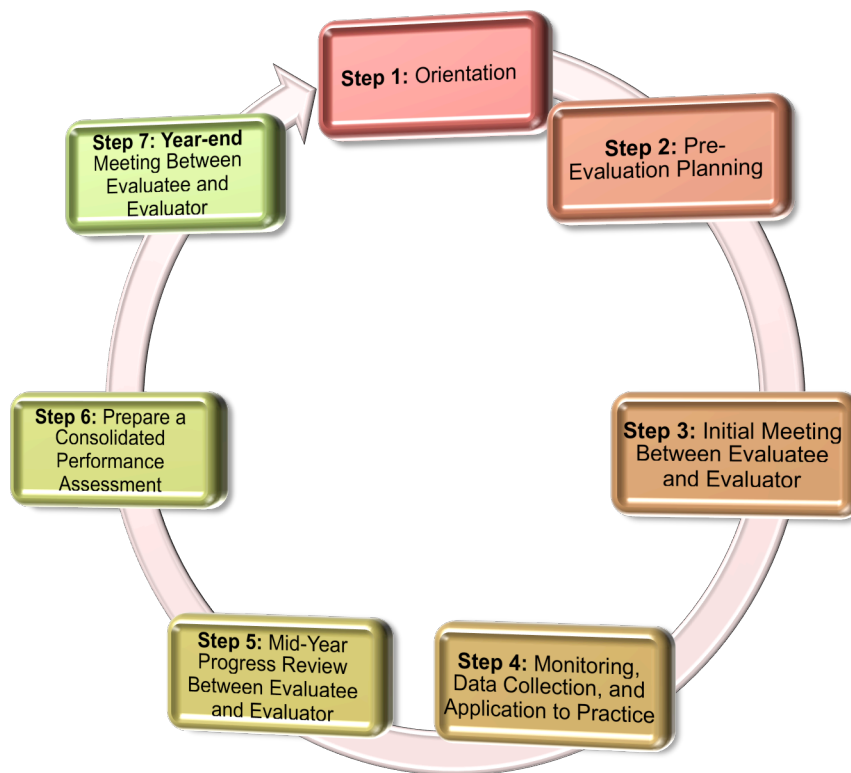 Step 1: Orientation
Step 2: Pre-
Evaluation Planning
Step 3: Initial Meeting
Between Evaluatee
and Evaluator
Step 4: Monitoring,
Data Collection, and
Application to Practice
Step 5: Mid-Year
Progress Review
Between Evaluatee
and Evaluator
Step 6: Prepare a
Consolidated
Performance
Assessment
Step 7: Year-end
Meeting Between
Evaluatee and
Evaluator